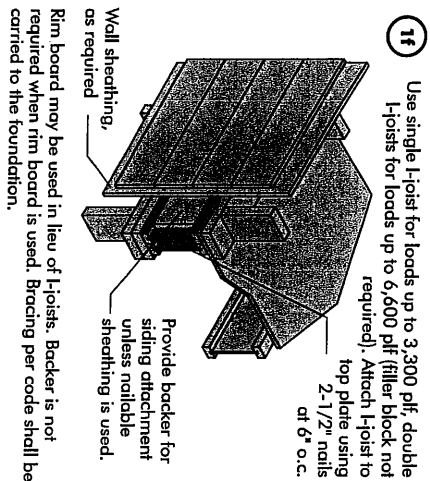 1f
Use single I-joist for loads up to 3,300 plf, double
I-joists for loads up to 6,600 plf (filler block not
required). Attach I-joist to
top plate using
2-1/2" nails
at 6" o.c.
Wall sheathing,
as required
Provide backer for
siding attachment
unless nailable
sheathing is used.
Rim board may be used in lieu of I-joists. Backer is not
required when rim board is used. Bracing per code shall be
carried to the foundation.